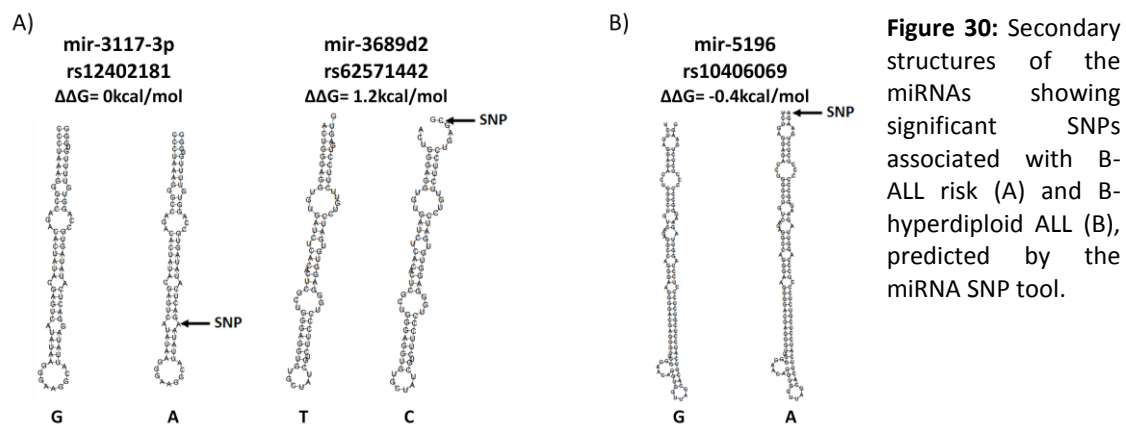 A)
mir-3117-3p
rs12402181
ΔΔG= 0kcal/mol
SNP
G
A
mir-3689d2
rs62571442
ΔΔG= 1.2kcal/mol
SNP
T
C
B)
mir-5196
rs10406069
ΔΔG= -0.4kcal/mol
SNP
G
A
Figure 30: Secondary
structures of the
miRNAs showing
significant SNPs
associated with B-
ALL risk (A) and B-
hyperdiploid ALL (B),
predicted by the
miRNA SNP tool.